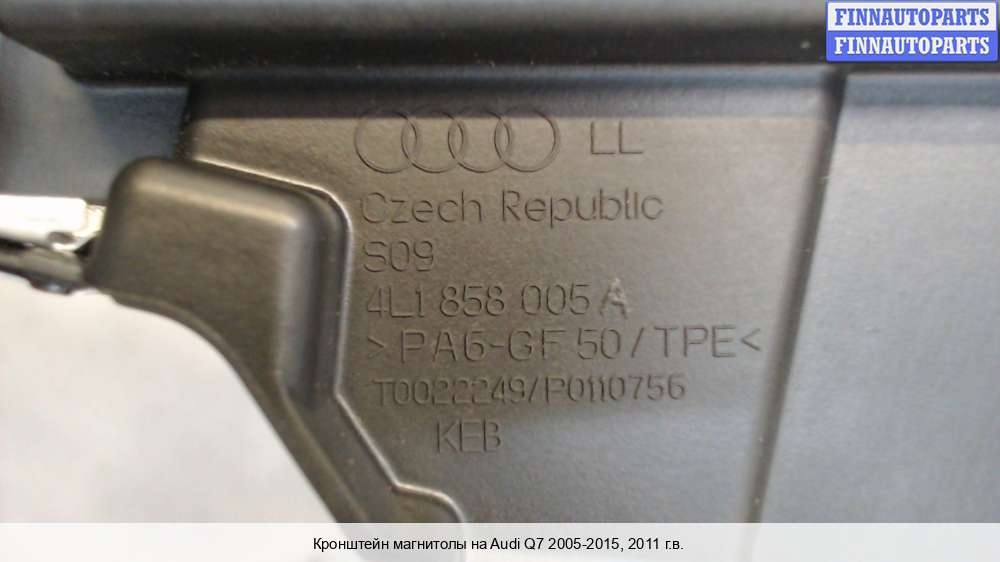 FINNAUTOPARTS
FINNAUTOPARTS
LL
Czech Republic
S09
4L1 858 005 A
>PA6-GF 50/TPE<
T0022249/P0110756
KEB
Кронштейн магнитолы на Audi Q7 2005-2015, 2011 г.в.